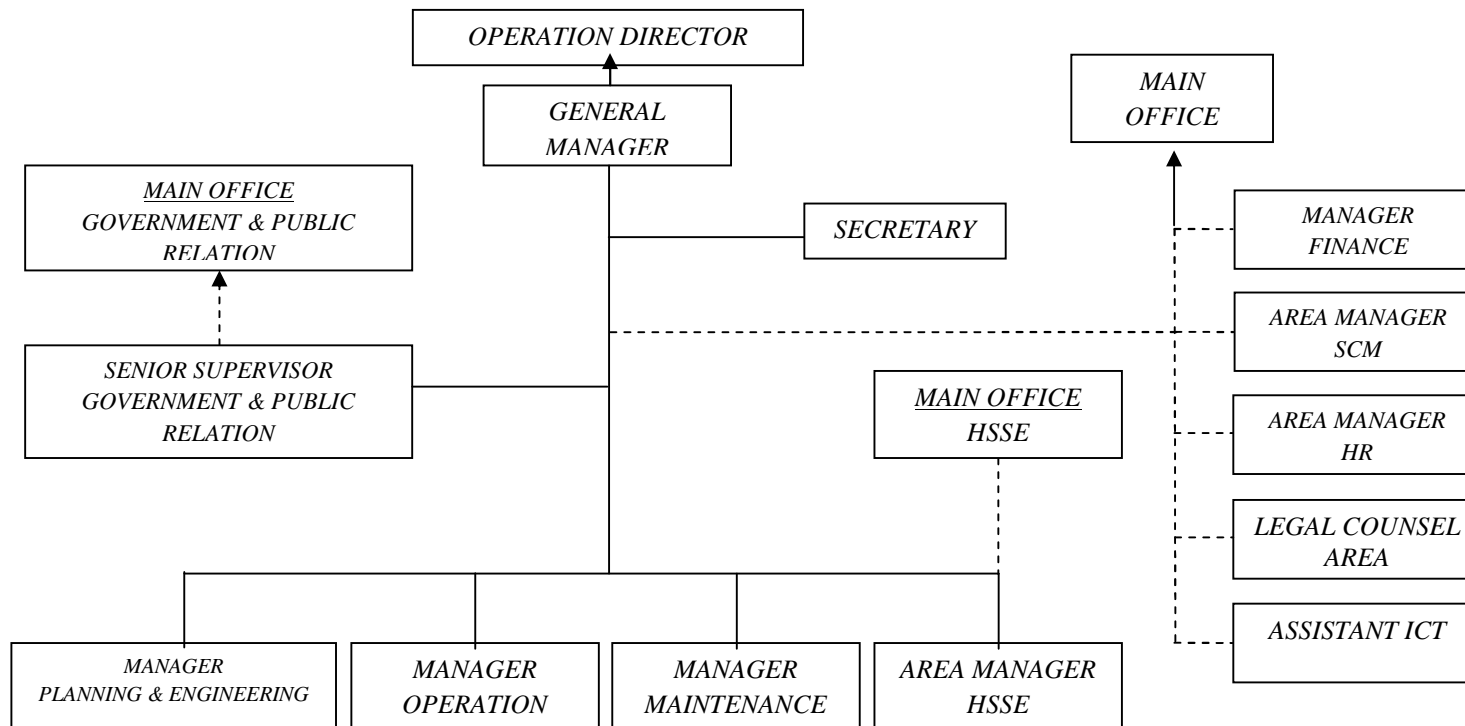 OPERATION DIRECTOR
GENERAL
MANAGER
MAIN
OFFICE
MAIN OFFICE
GOVERNMENT & PUBLIC
RELATION
SECRETARY
MANAGER
FINANCE
AREA MANAGER
SCM
SENIOR SUPERVISOR
GOVERNMENT & PUBLIC
RELATION
MAIN OFFICE
HSSE
AREA MANAGER
HR
LEGAL COUNSEL
AREA
ASSISTANT ICT
MANAGER
PLANNING & ENGINEERING
MANAGER
OPERATION
MANAGER
MAINTENANCE
AREA MANAGER
HSSE